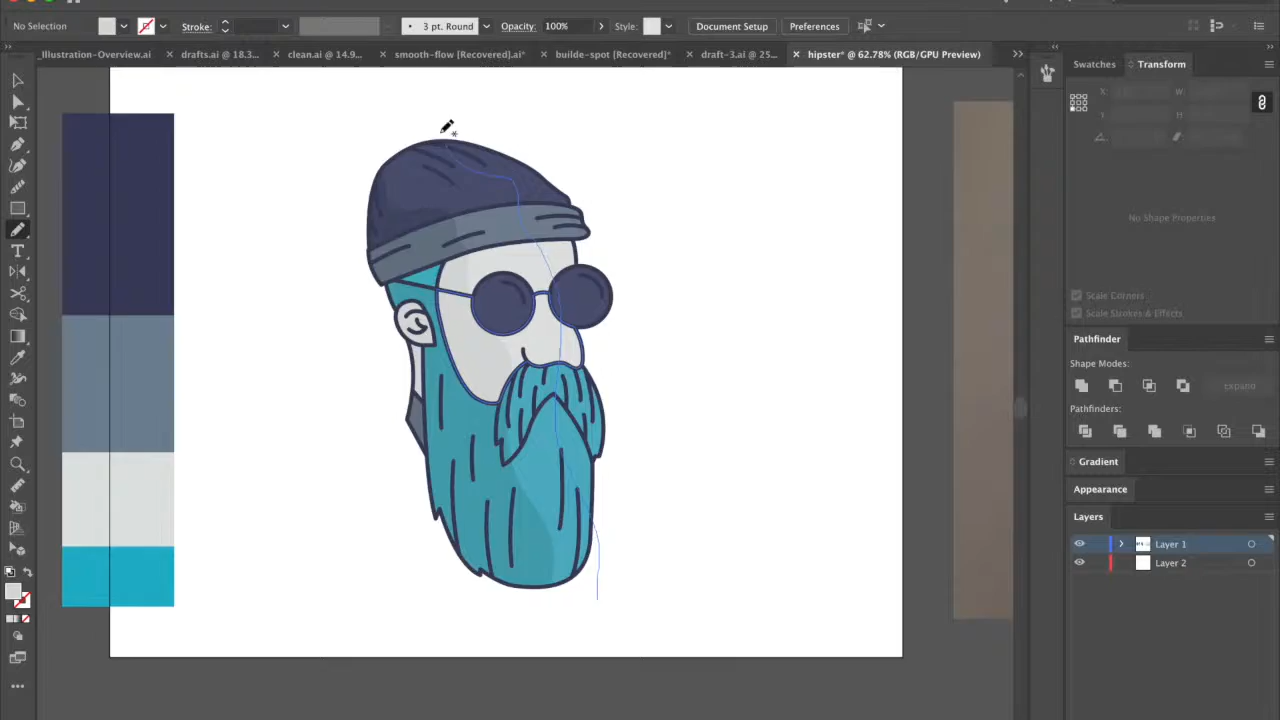 No Selection Stroke: 3 pt. Round Opacity: 100% Style: Document Setup Preferences
_Illustration-Overview.ai drafts.ai @ 18.3... clean.ai @ 14.9... smooth-flow [Recovered].ai* builde-spot [Recovered]* draft-3.ai @ 25... hipster* @ 62.78% (RGB/GPU Preview)
Swatches Transform
X: W:
Y: H:
No Shape Properties
Scale Corners
Scale Strokes & Effects
Pathfinder
Shape Modes:
expand
Pathfinders:
Gradient
Appearance
Layers
Layer 1
Layer 2